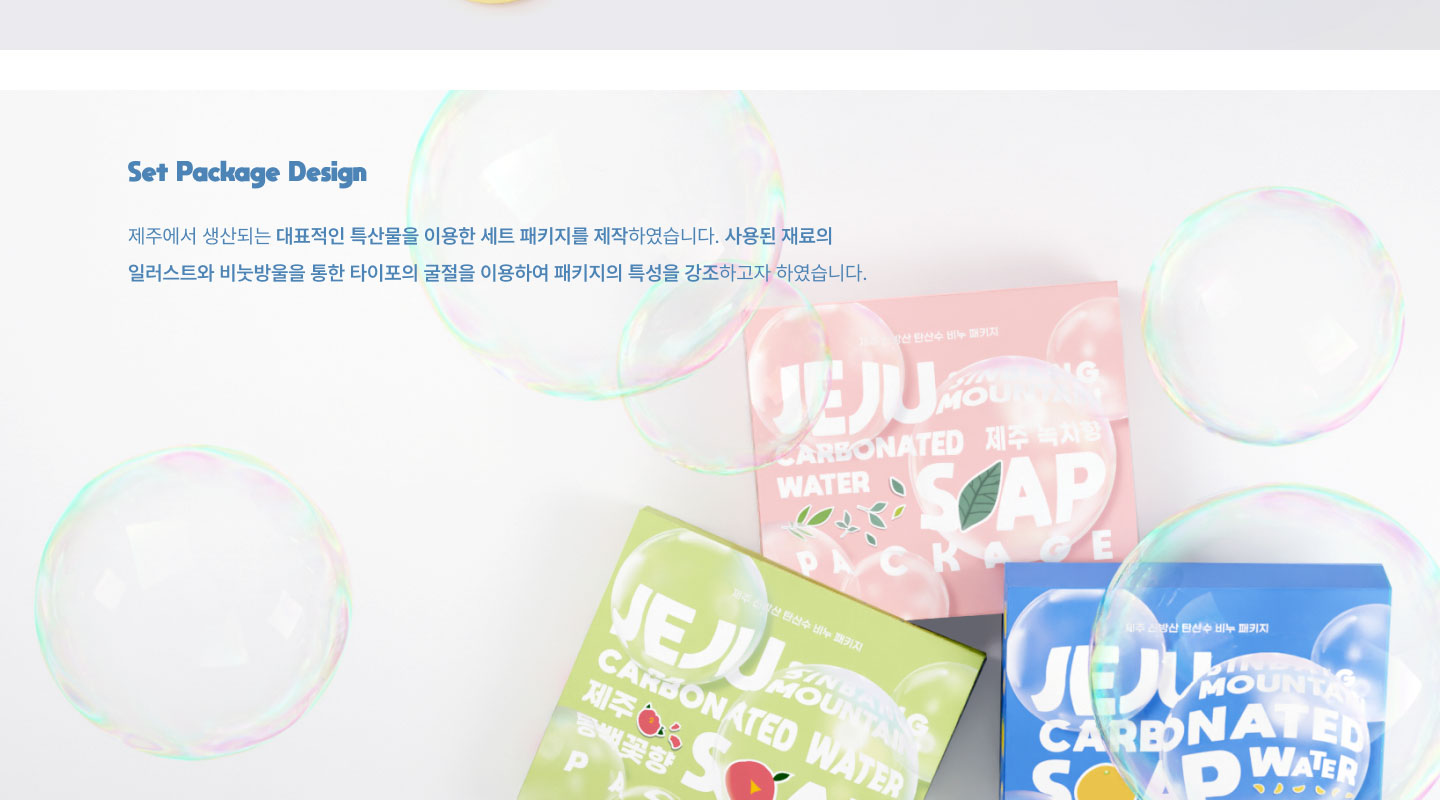 Set Package Design
제주에서 생산되는 대표적인 특산물을 이용한 세트 패키지를 제작하였습니다. 사용된 재료의
일러스트와 비눗방울을 통한 타이포의 굴절을 이용하여 패키지의 특성을 강조하고자 하였습니다.
제주 산방산 탄산수 비누 패키지
JEJU SINBANG
MOUNTAIN
CARBONATED 제주 녹차향
WATER SOAP
PACKAGE
제주 산방산 탄산수 비누 패키지
JEJU SINBANG
MOUNTAIN
CARBONATED WATER
제주
동백꽃향
SOA
P
제주 산방산 탄산수 비누 패키지
JEJU SINBANG
MOUNTAIN
CARBONATED
SOAP WATER